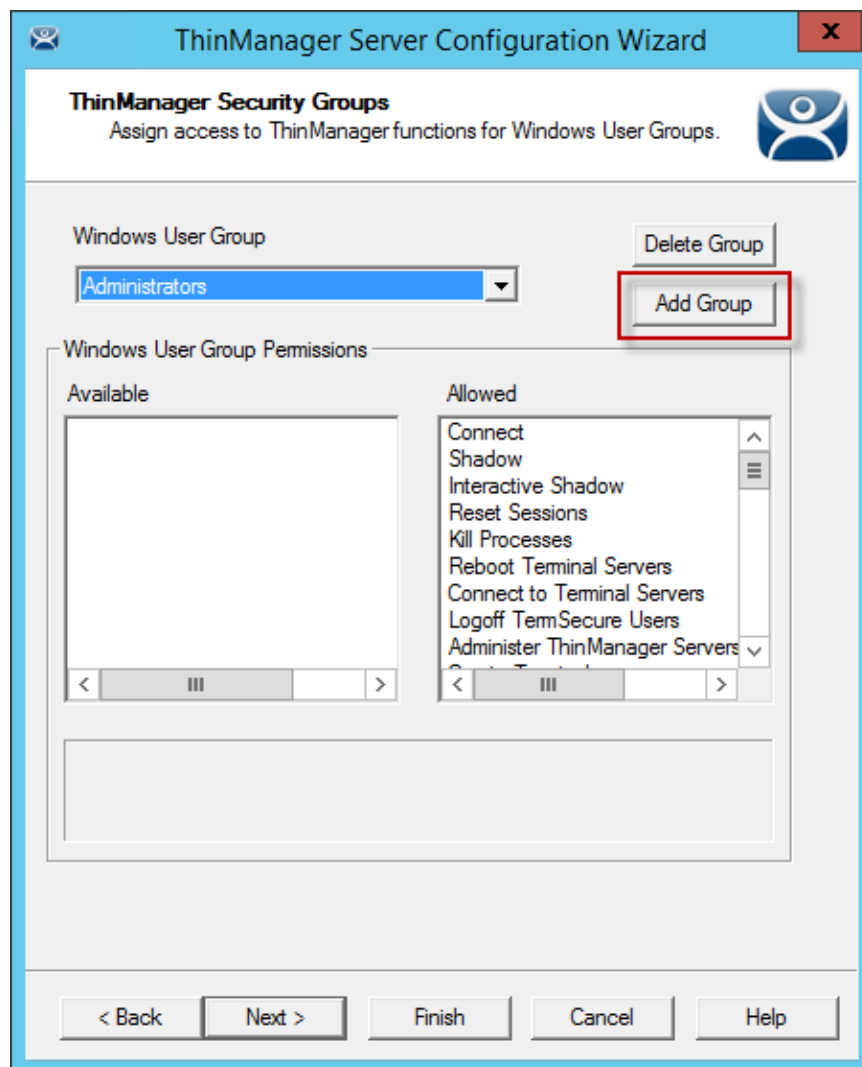 ThinManager Server Configuration Wizard
x
ThinManager Security Groups
Assign access to ThinManager functions for Windows User Groups.
Windows User Group
Delete Group
Administrators
Add Group
Windows User Group Permissions
Available
Allowed
Connect
Shadow
Interactive Shadow
Reset Sessions
Kill Processes
Reboot Terminal Servers
Connect to Terminal Servers
Logoff TermSecure Users
Administer ThinManager Servers
< Back
Next >
Finish
Cancel
Help